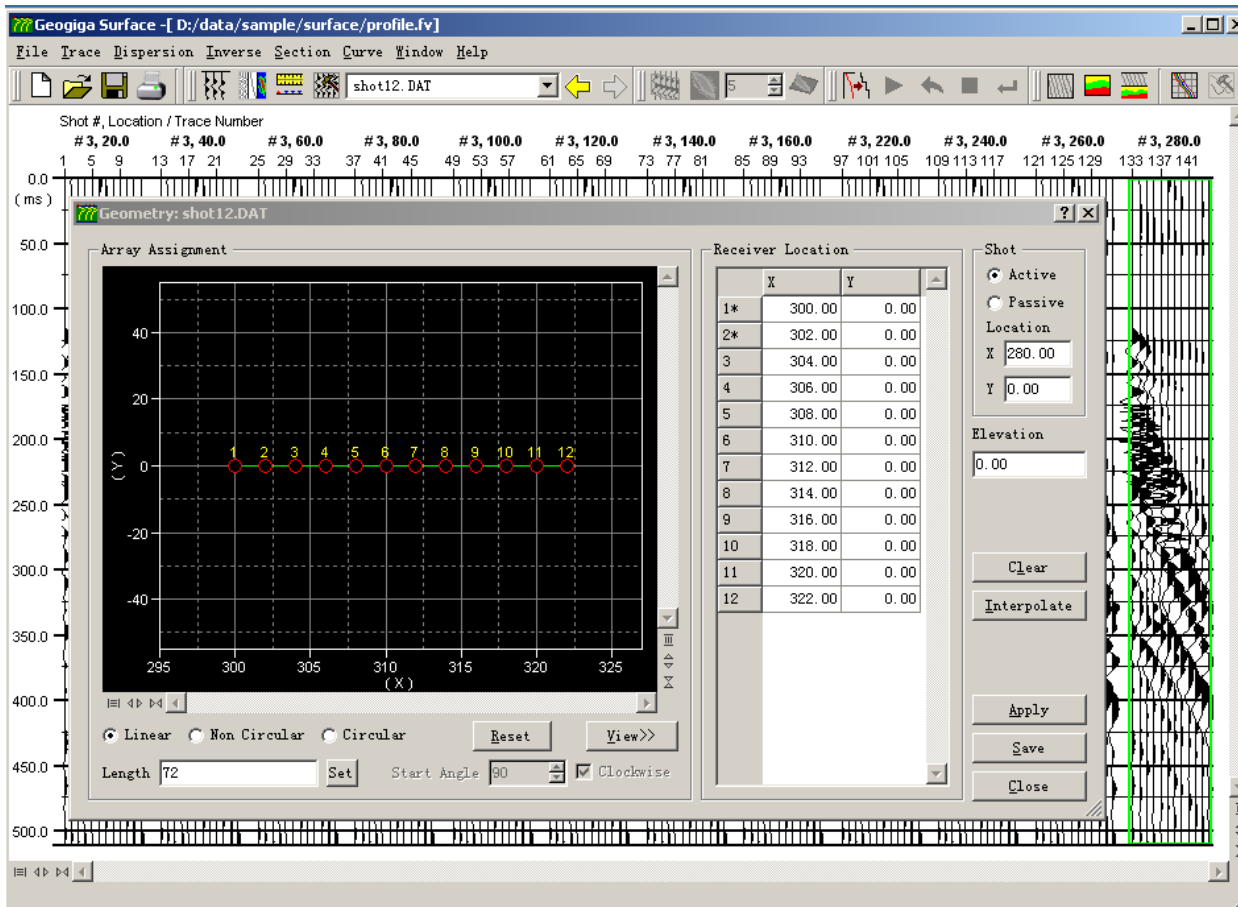 Geogiga Surface -[ D:/data/sample/surface/profile.fv]
File Trace Dispersion Inverse Section Curve Window Help
shot12.DAT 5
Shot #, Location / Trace Number
# 3, 20.0 # 3, 40.0 # 3, 60.0 # 3, 80.0 # 3, 100.0 # 3, 120.0 # 3, 140.0 # 3, 160.0 # 3, 220.0 # 3, 240.0 # 3, 260.0 # 3, 280.0
1 5 9 13 17 21 25 29 33 37 41 45 49 53 57 61 65 69 73 77 81 85 89 93 97 101 105 109 113 117 121 125 129 133 137 141
0.0
(ms)
50.0
100.0
150.0
200.0
250.0
300.0
350.0
400.0
450.0
500.0
Geometry: shot12.DAT
Array Assignment
40
20
0
-20
-40
(Y)
1 2 3 4 5 6 7 8 9 10 11 12
295 300 305 310 315 320 325
(X)
Linear Non Circular Circular Reset View>>
Length 72 Set Start Angle 90 Clockwise
Receiver Location
X Y
1* 300.00 0.00
2* 302.00 0.00
3 304.00 0.00
4 306.00 0.00
5 308.00 0.00
6 310.00 0.00
7 312.00 0.00
8 314.00 0.00
9 316.00 0.00
10 318.00 0.00
11 320.00 0.00
12 322.00 0.00
Shot
Active
Passive
Location
X 280.00
Y 0.00
Elevation
0.00
Clear
Interpolate
Apply
Save
Close